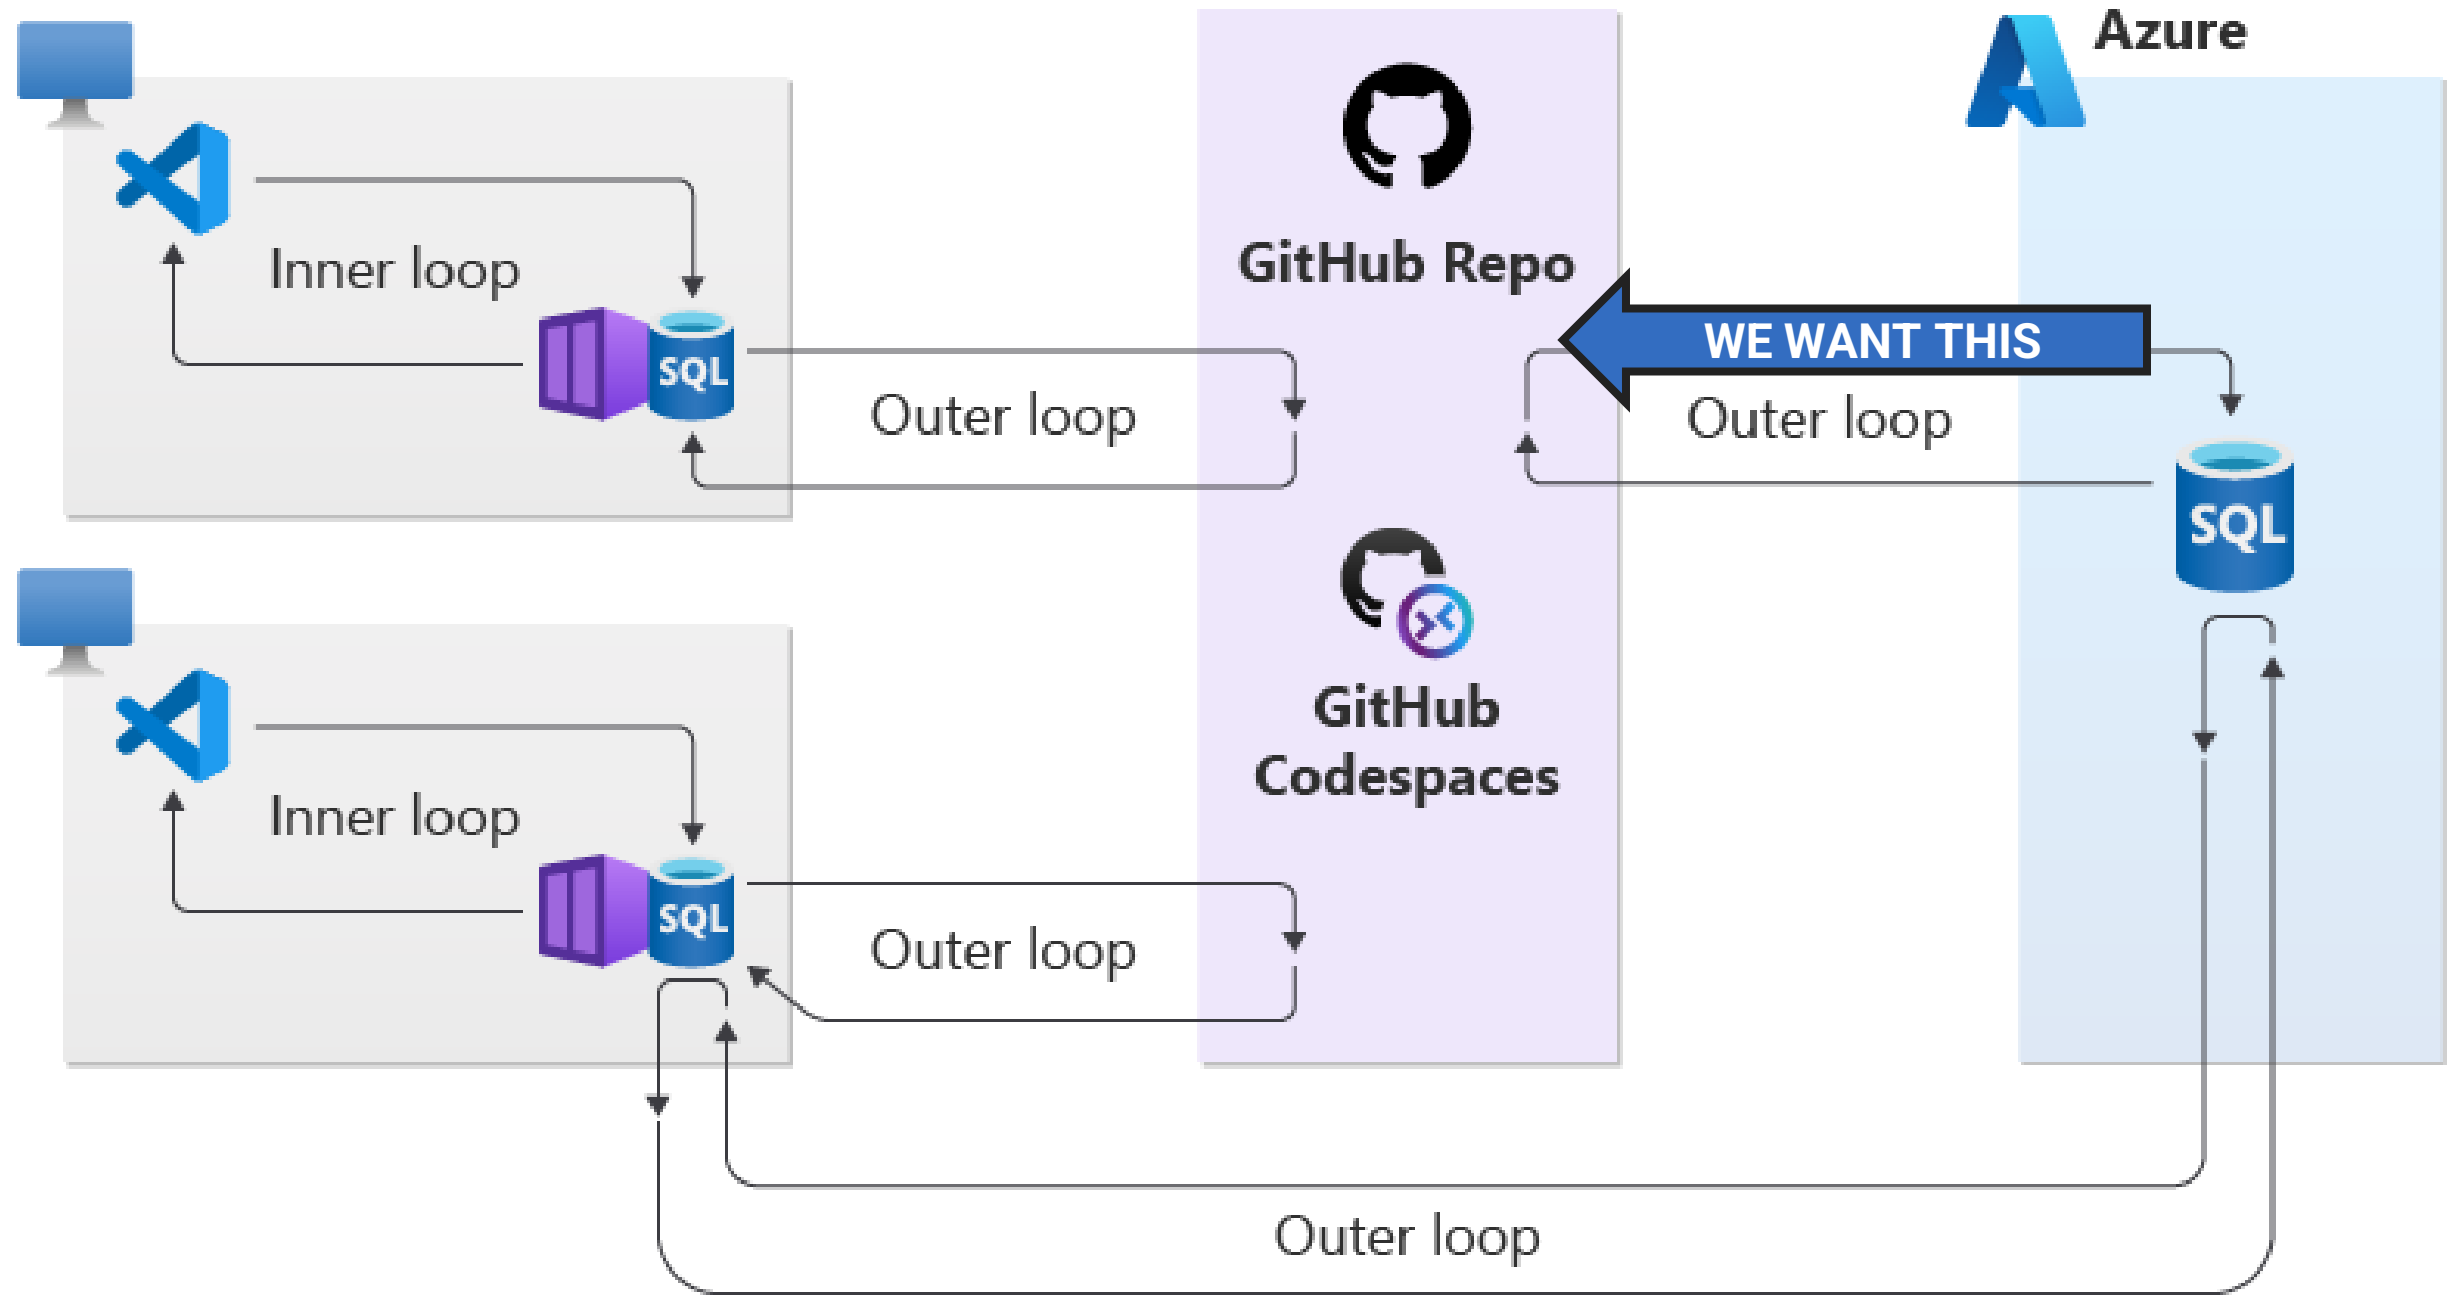 Azure
Inner loop
SQL
Outer loop
GitHub Repo
WE WANT THIS
Outer loop
SQL
GitHub
Codespaces
Inner loop
SQL
Outer loop
Outer loop